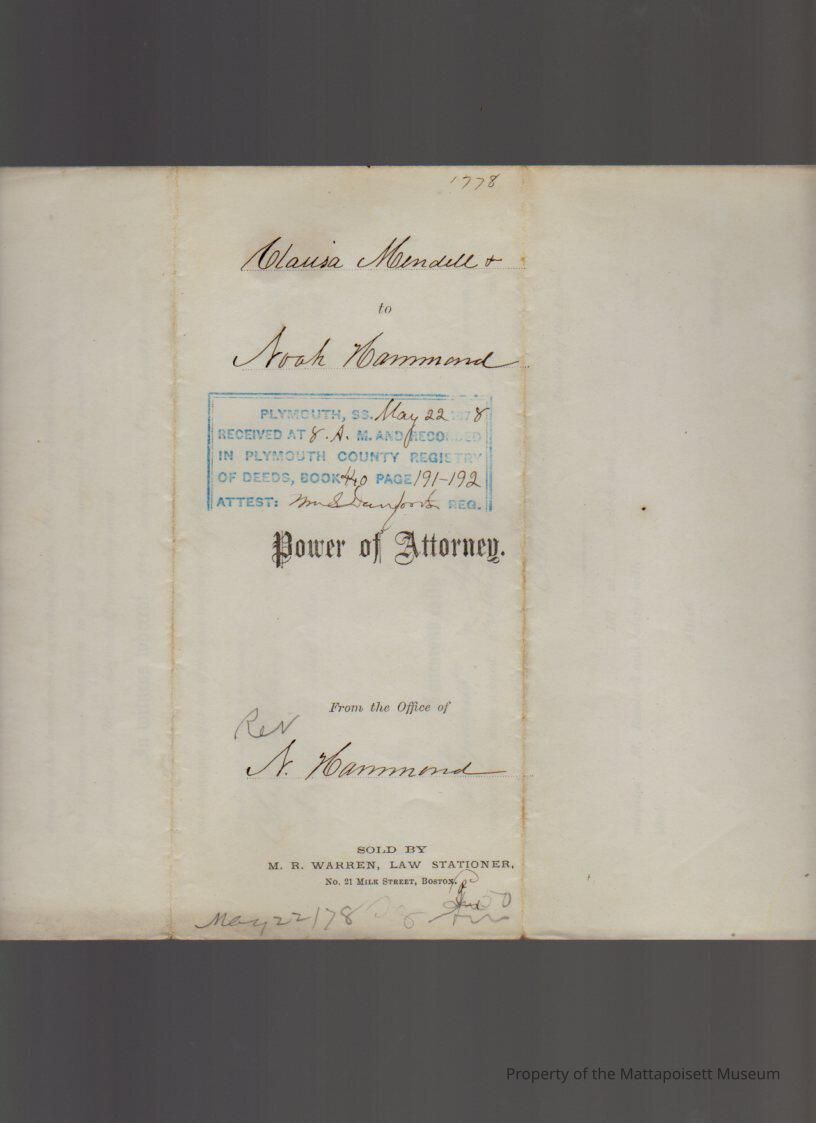 1778
Clarisa Mendell +
to
Noah Hammond
PLYMOUTH, SS. May 22 1878
RECEIVED AT 8. A. M. AND RECORDED
IN PLYMOUTH COUNTY REGISTRY
OF DEEDS, BOOK 440 PAGE 191-192
ATTEST: Wm S Danforth REG.
Power of Attorney.
From the Office of
Rev
N. Hammond
SOLD BY
M. R. WARREN, LAW STATIONER,
No. 21 Milk Street, Boston.
50
May 22/78
Property of the Mattapoisett Museum